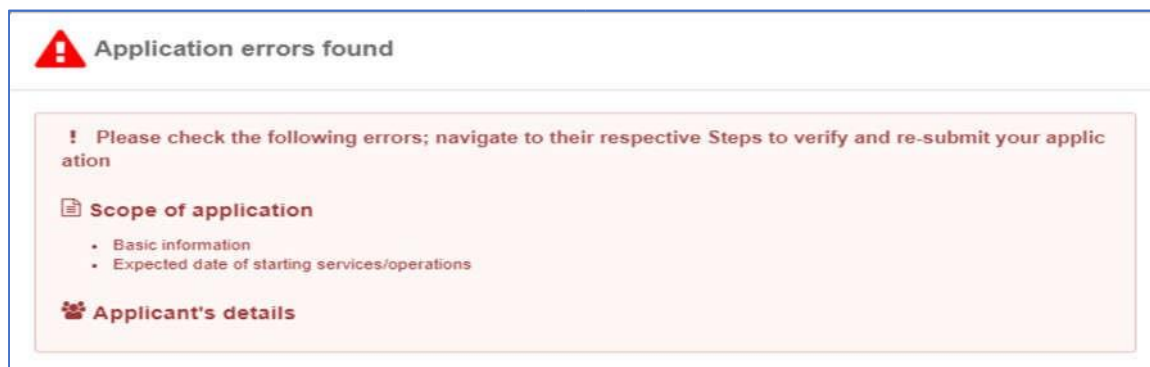 Application errors found
! Please check the following errors; navigate to their respective Steps to verify and re-submit your applic
ation
Scope of application
• Basic information
• Expected date of starting services/operations
Applicant's details